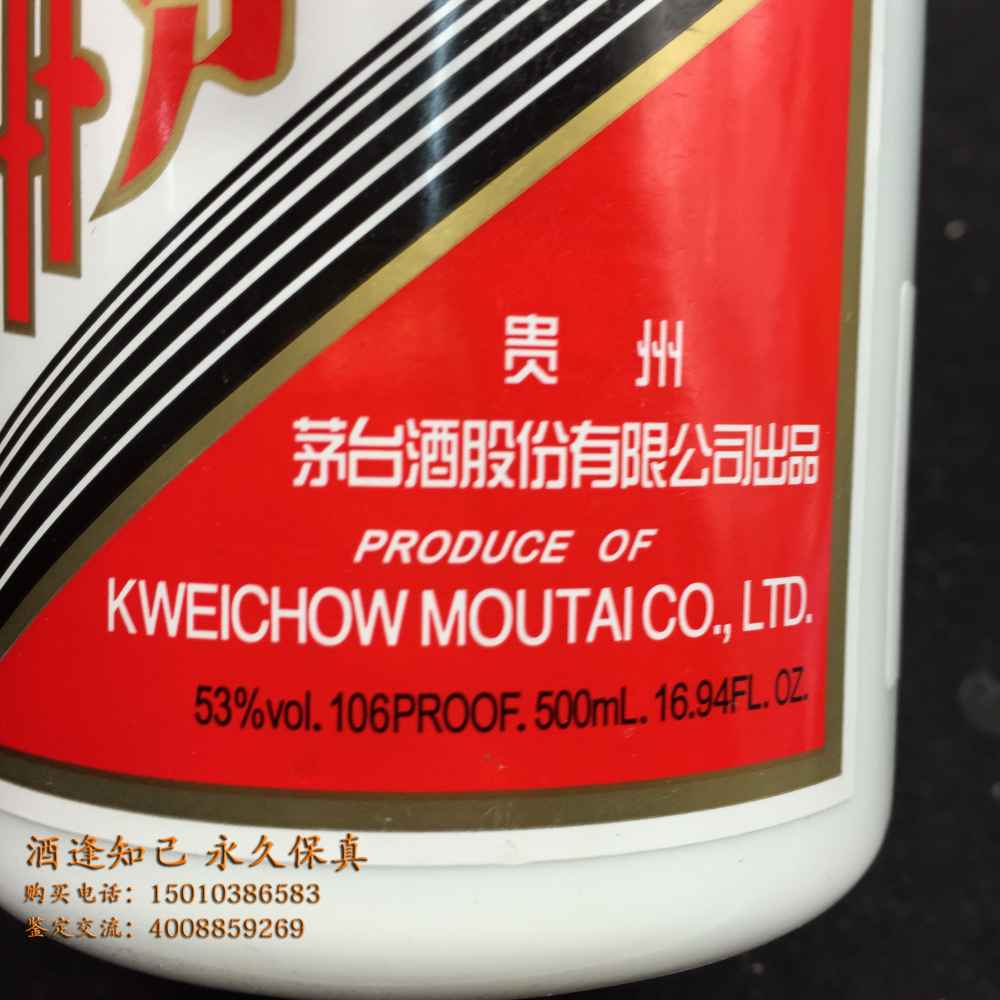 贵 州
茅台酒股份有限公司出品
PRODUCE OF
KWEICHOW MOUTAI CO., LTD.
53%vol. 106PROOF. 500mL. 16.94FL. OZ.
酒逢知己 永久保真
购买电话：15010386583
鉴定交流：4008859269